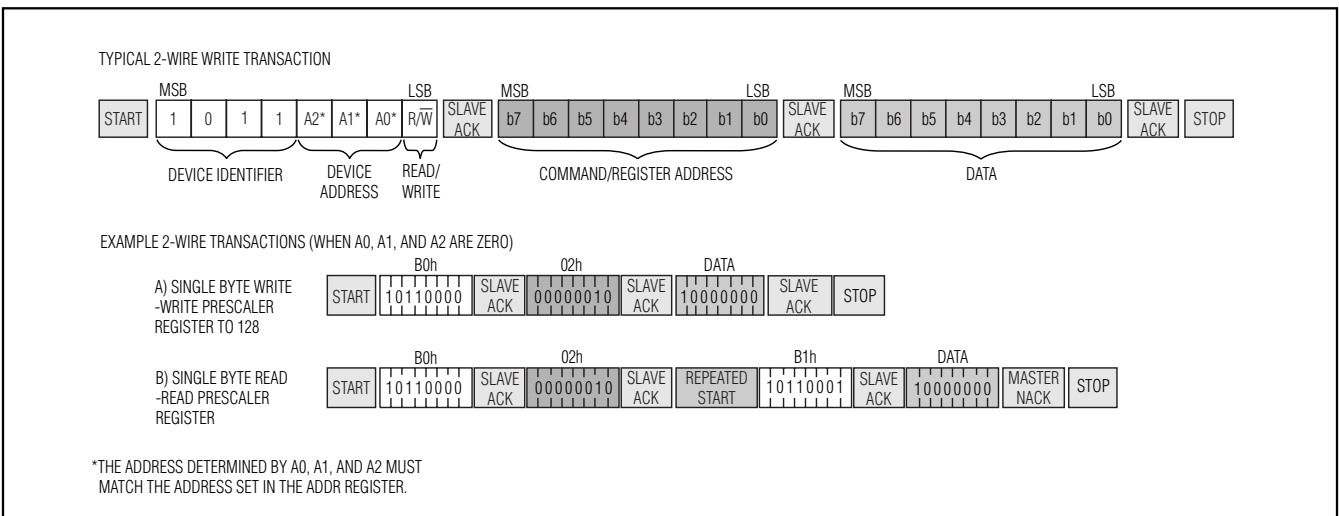 TYPICAL 2-WIRE WRITE TRANSACTION
MSB LSB MSB LSB MSB LSB
START 1 0 1 1 A2* A1* A0* R/W̅ SLAVE ACK b7 b6 b5 b4 b3 b2 b1 b0 SLAVE ACK b7 b6 b5 b4 b3 b2 b1 b0 SLAVE ACK STOP
DEVICE IDENTIFIER DEVICE ADDRESS READ/WRITE COMMAND/REGISTER ADDRESS DATA
EXAMPLE 2-WIRE TRANSACTIONS (WHEN A0, A1, AND A2 ARE ZERO)
B0h 02h DATA
A) SINGLE BYTE WRITE
-WRITE PRESCALER
REGISTER TO 128
START 10110000 SLAVE ACK 00000010 SLAVE ACK 10000000 SLAVE ACK STOP
B0h 02h B1h DATA
B) SINGLE BYTE READ
-READ PRESCALER
REGISTER
START 10110000 SLAVE ACK 00000010 SLAVE ACK REPEATED START 10110001 SLAVE ACK 10000000 MASTER NACK STOP
*THE ADDRESS DETERMINED BY A0, A1, AND A2 MUST
MATCH THE ADDRESS SET IN THE ADDR REGISTER.